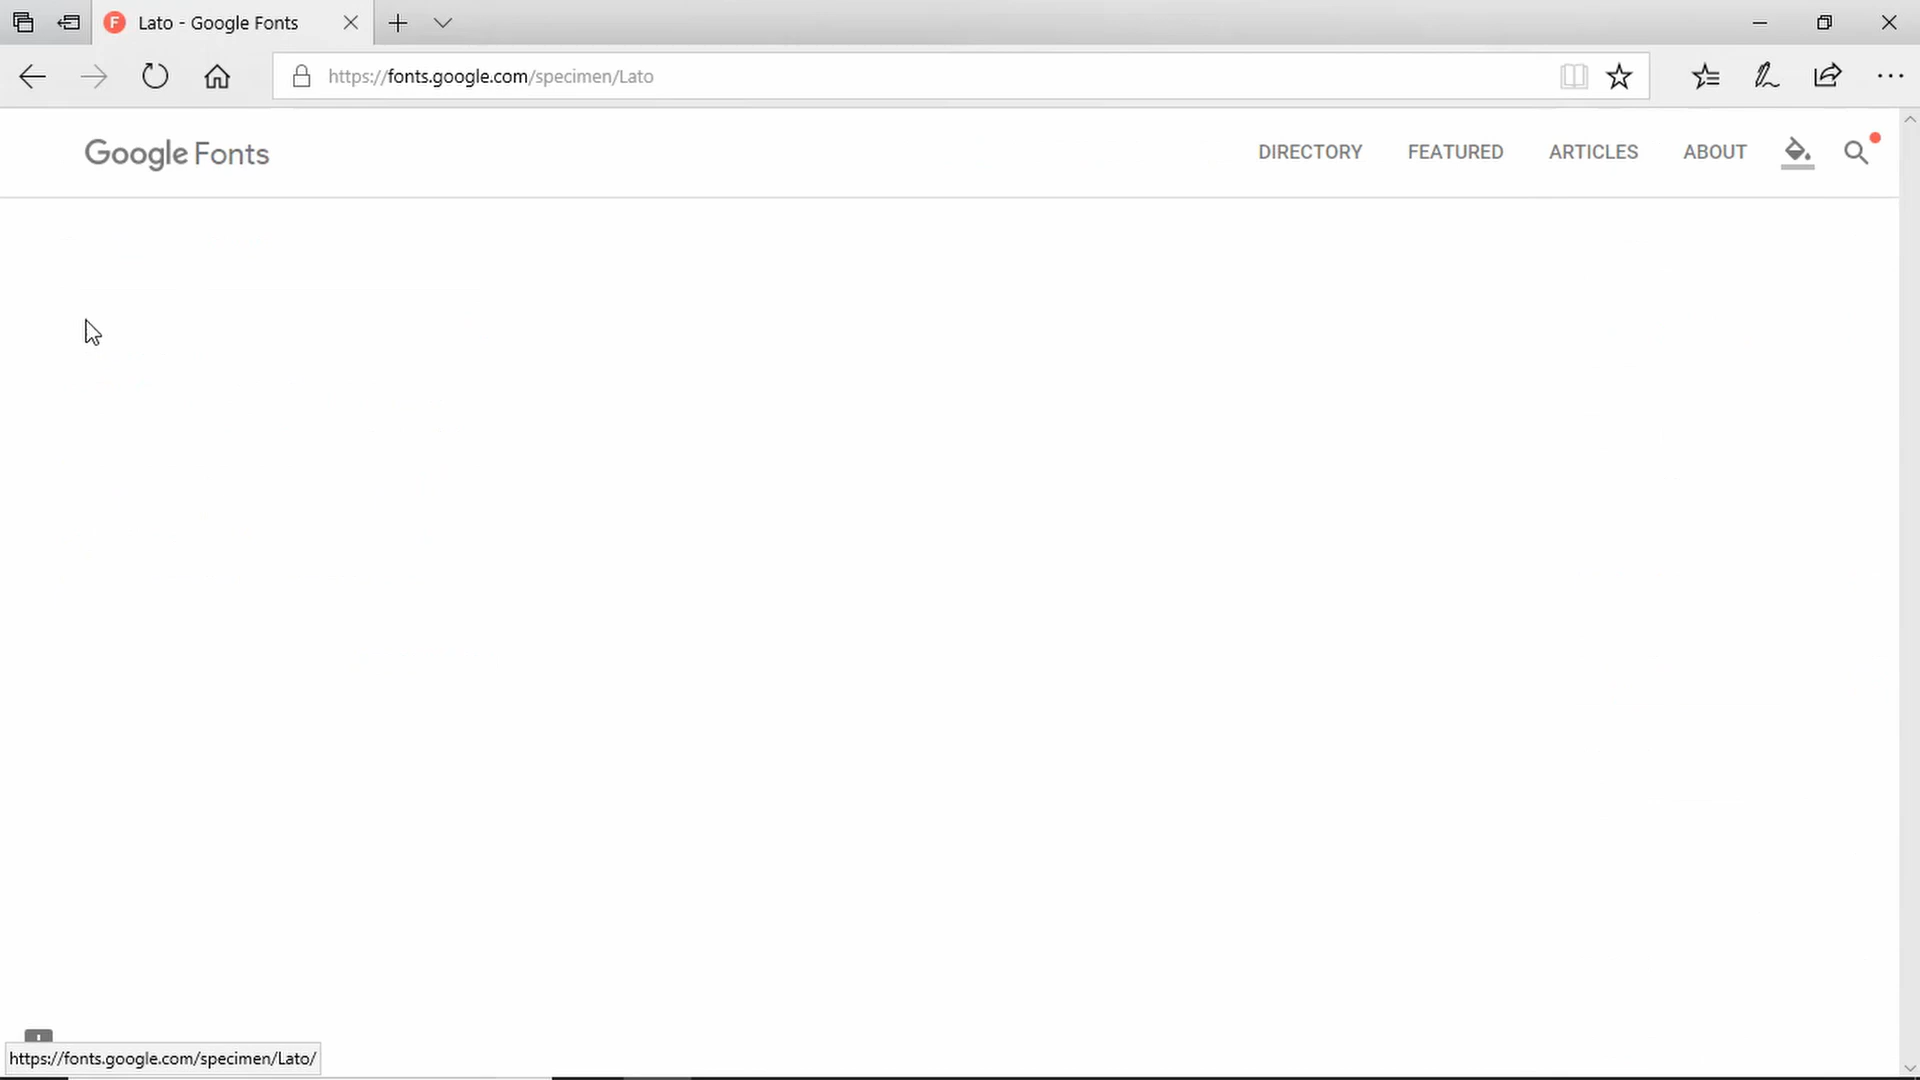 Lato - Google Fonts
https://fonts.google.com/specimen/Lato
Google Fonts
DIRECTORY FEATURED ARTICLES ABOUT
https://fonts.google.com/specimen/Lato/